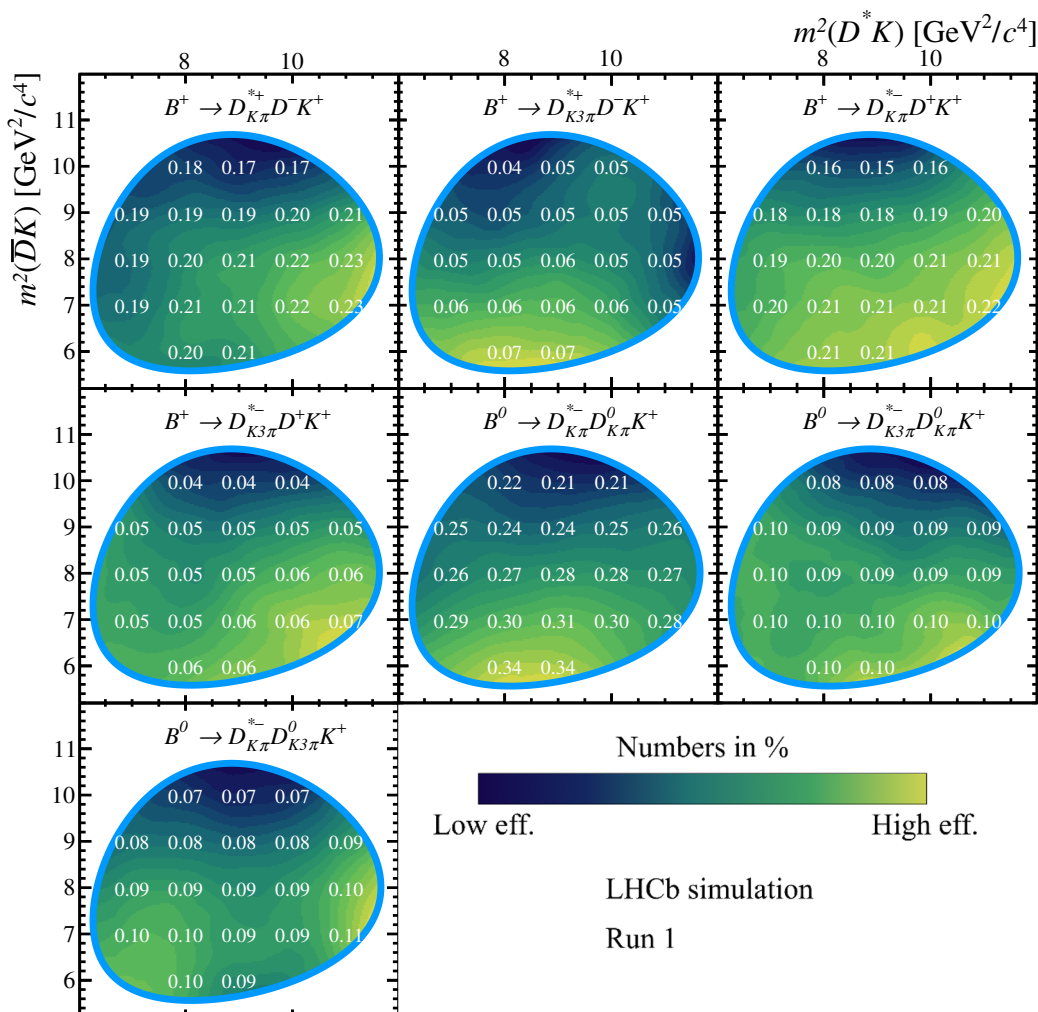 m²(D*K) [GeV²/c⁴]
8 10 8 10 8 10
m²(D̅K) [GeV²/c⁴]
B⁺ → D*⁺_Kπ D⁻K⁺
11
10
9
8
7
6
0.18 0.17 0.17
0.19 0.19 0.19 0.20 0.21
0.19 0.20 0.21 0.22 0.23
0.19 0.21 0.21 0.22 0.23
0.20 0.21
B⁺ → D*⁺_K3π D⁻K⁺
0.04 0.05 0.05
0.05 0.05 0.05 0.05 0.05
0.05 0.05 0.06 0.05 0.05
0.06 0.06 0.06 0.06 0.05
0.07 0.07
B⁺ → D*⁻_Kπ D⁺K⁺
0.16 0.15 0.16
0.18 0.18 0.18 0.19 0.20
0.19 0.20 0.20 0.21 0.21
0.20 0.21 0.21 0.21 0.22
0.21 0.21
B⁺ → D*⁻_K3π D⁺K⁺
11
10
9
8
7
6
0.04 0.04 0.04
0.05 0.05 0.05 0.05 0.05
0.05 0.05 0.05 0.06 0.06
0.05 0.05 0.06 0.06 0.07
0.06 0.06
B⁰ → D*⁻_Kπ D⁰_Kπ K⁺
0.22 0.21 0.21
0.25 0.24 0.24 0.25 0.26
0.26 0.27 0.28 0.28 0.27
0.29 0.30 0.31 0.30 0.28
0.34 0.34
B⁰ → D*⁻_K3π D⁰_Kπ K⁺
0.08 0.08 0.08
0.10 0.09 0.09 0.09 0.09
0.10 0.09 0.09 0.09 0.09
0.10 0.10 0.10 0.10 0.10
0.10 0.10
8 10
B⁰ → D*⁻_Kπ D⁰_K3π K⁺
11
10
9
8
7
6
0.07 0.07 0.07
0.08 0.08 0.08 0.08 0.09
0.09 0.09 0.09 0.09 0.10
0.10 0.10 0.09 0.09 0.11
0.10 0.09
Numbers in %
Low eff. High eff.
LHCb simulation
Run 1